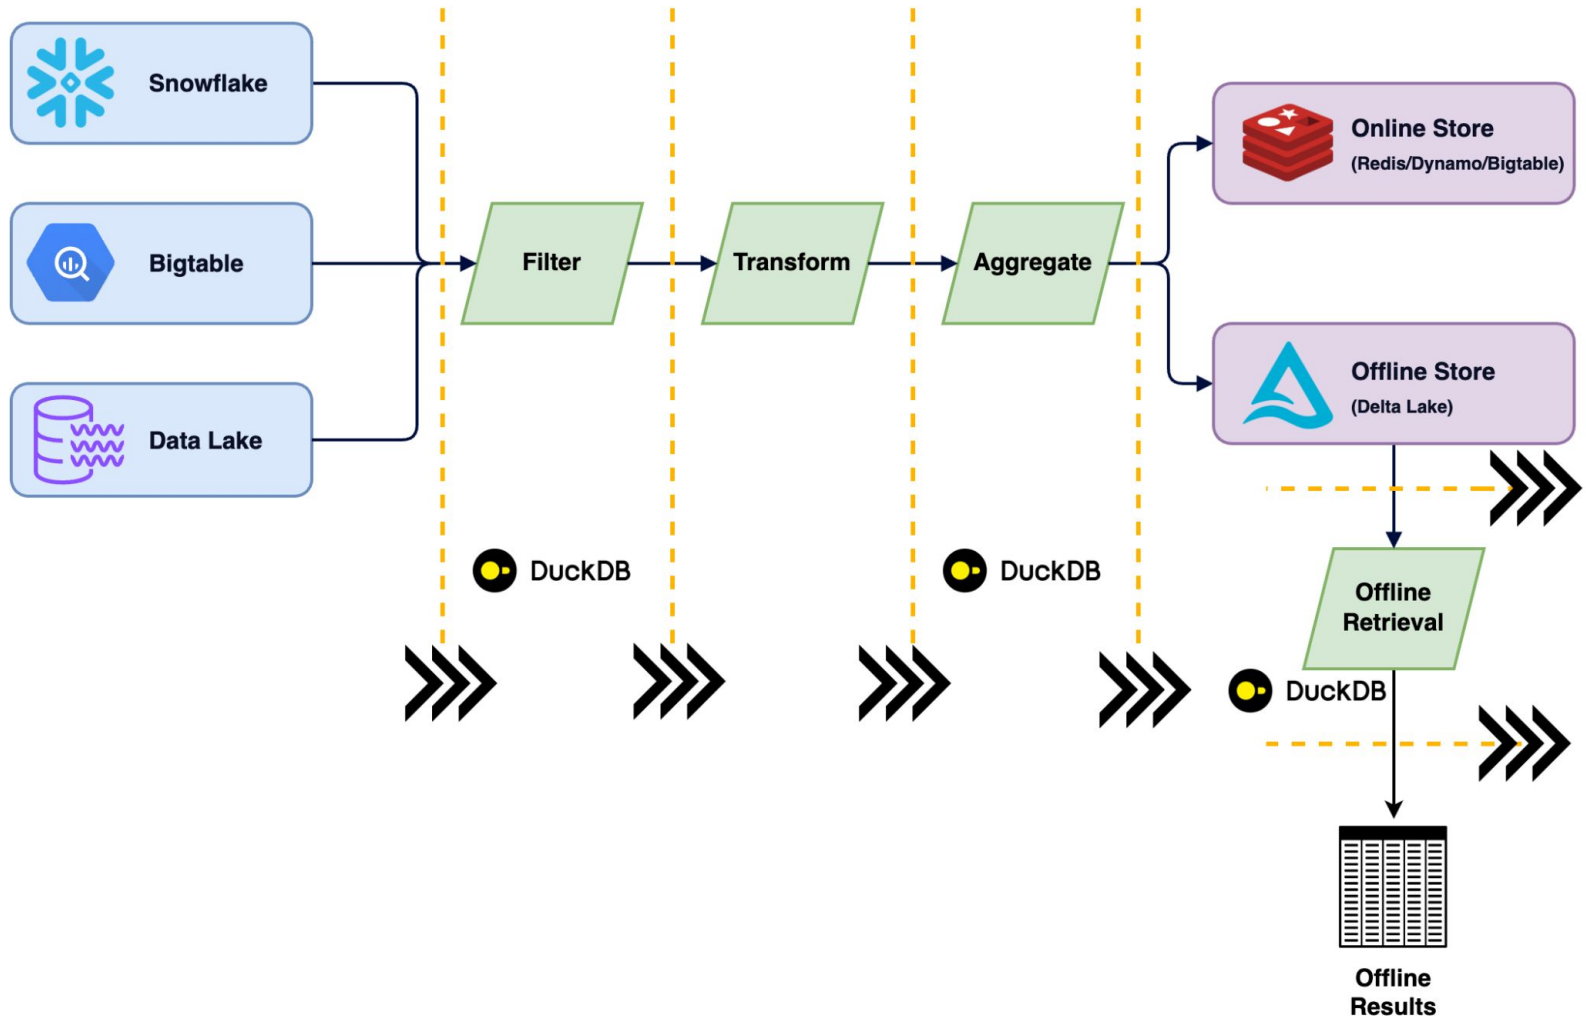 Snowflake
Bigtable
Data Lake
Filter
Transform
Aggregate
Online Store
(Redis/Dynamo/Bigtable)
Offline Store
(Delta Lake)
DuckDB
DuckDB
Offline
Retrieval
DuckDB
Offline
Results